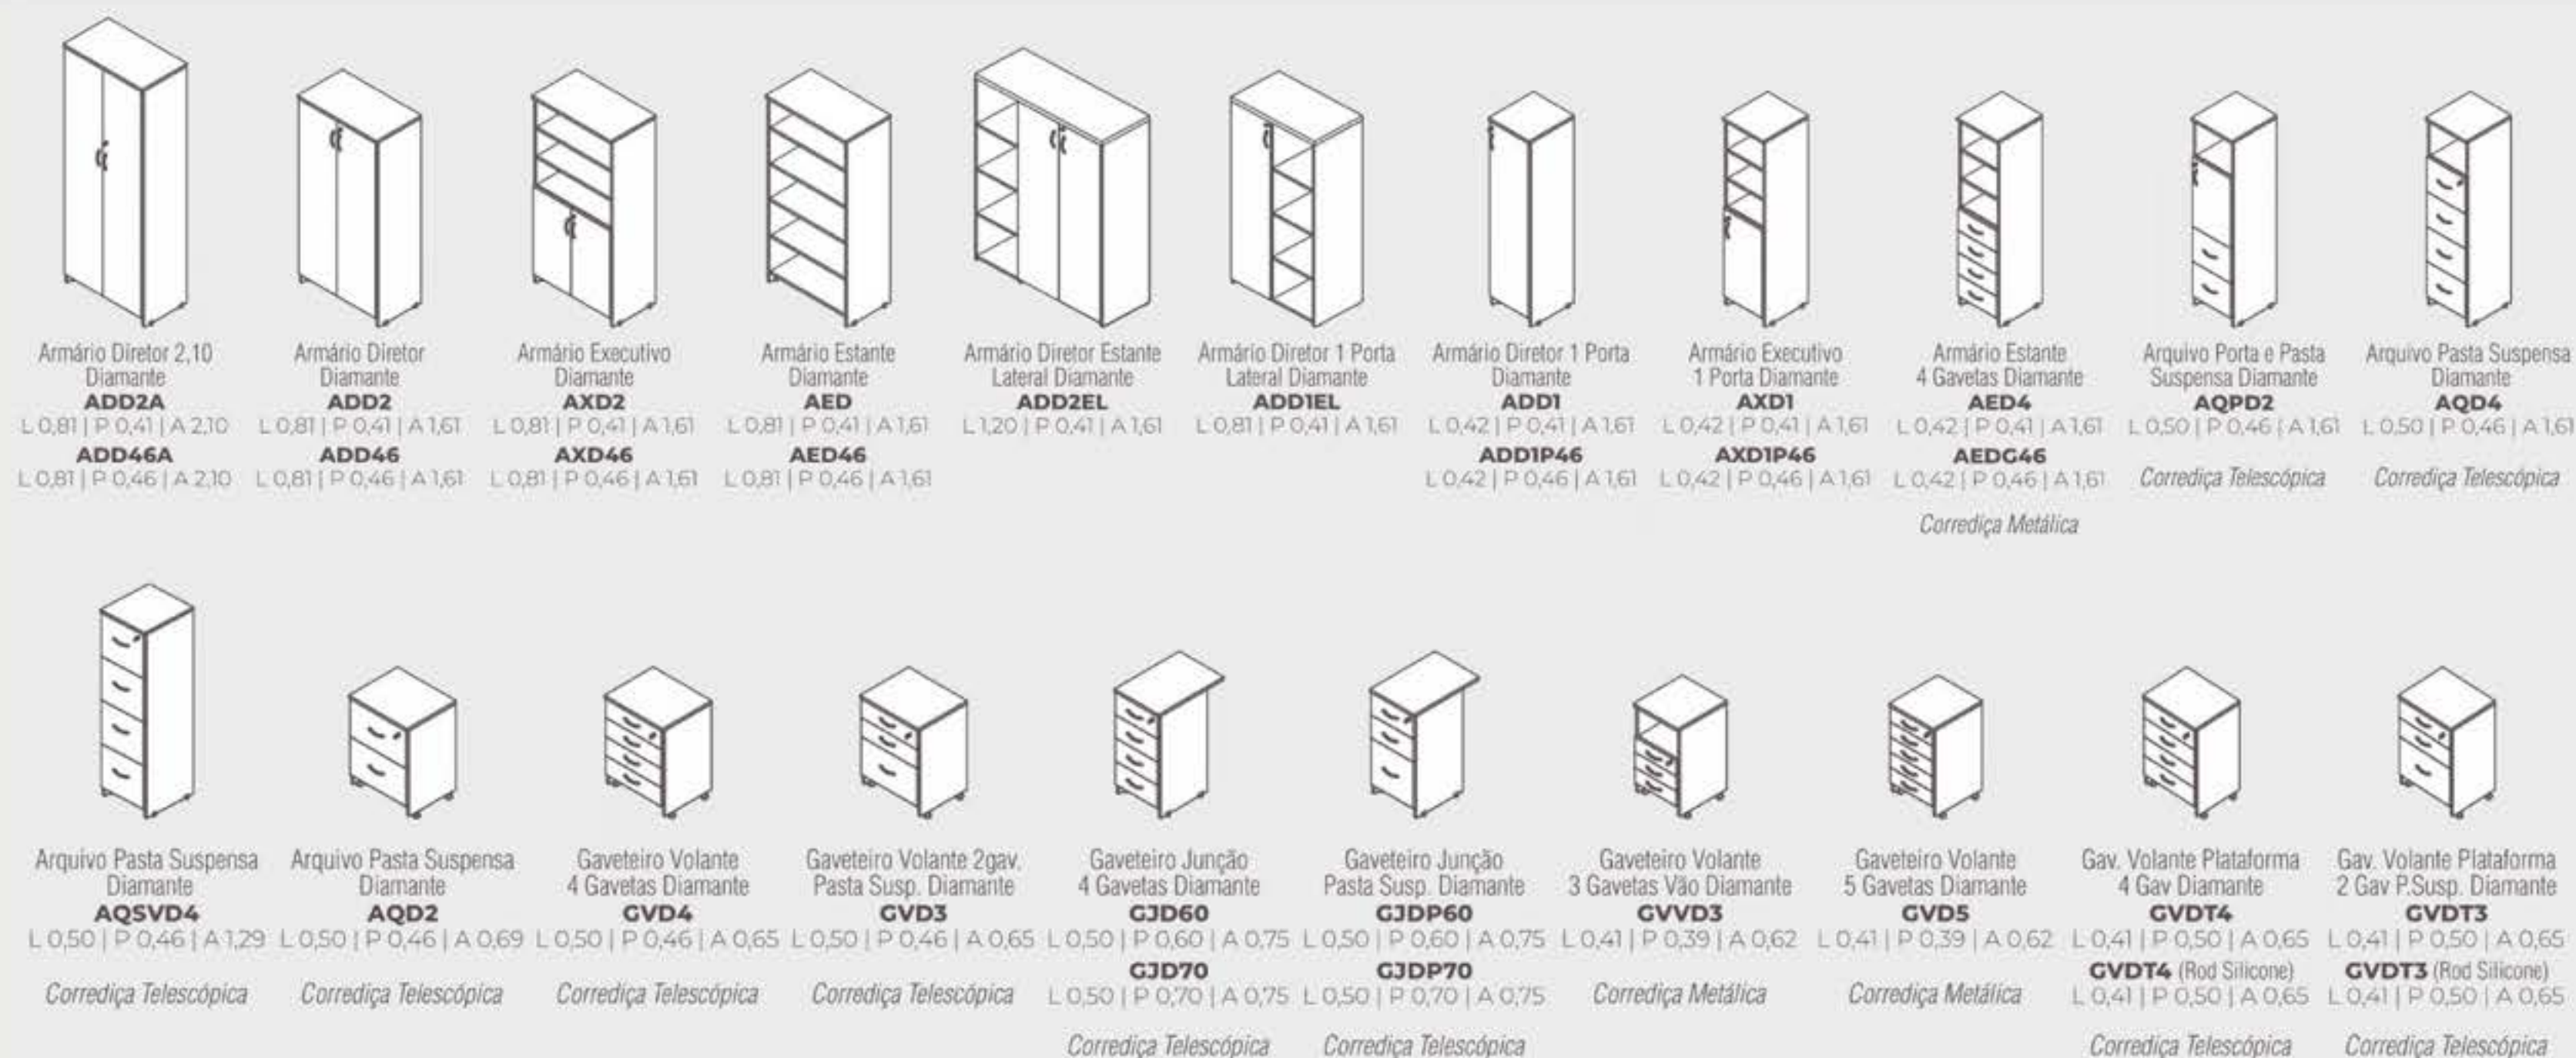 Armário Diretor 2,10
Diamante
ADD2A
L 0,81 | P 0,41 | A 2,10
ADD46A
L 0,81 | P 0,46 | A 2,10
Armário Diretor
Diamante
ADD2
L 0,81 | P 0,41 | A 1,61
ADD46
L 0,81 | P 0,46 | A 1,61
Armário Executivo
Diamante
AXD2
L 0,81 | P 0,41 | A 1,61
AXD46
L 0,81 | P 0,46 | A 1,61
Armário Estante
Diamante
AED
L 0,81 | P 0,41 | A 1,61
AED46
L 0,81 | P 0,46 | A 1,61
Armário Diretor Estante
Lateral Diamante
ADD2EL
L 1,20 | P 0,41 | A 1,61
Armário Diretor 1 Porta
Lateral Diamante
ADD1EL
L 0,81 | P 0,41 | A 1,61
Armário Diretor 1 Porta
Diamante
ADD1
L 0,42 | P 0,41 | A 1,61
ADD1P46
L 0,42 | P 0,46 | A 1,61
Armário Executivo
1 Porta Diamante
AXD1
L 0,42 | P 0,41 | A 1,61
AXD1P46
L 0,42 | P 0,46 | A 1,61
Armário Estante
4 Gavetas Diamante
AED4
L 0,42 | P 0,41 | A 1,61
AEDG46
L 0,42 | P 0,46 | A 1,61
Corrediça Metálica
Arquivo Porta e Pasta
Suspensa Diamante
AQPD2
L 0,50 | P 0,46 | A 1,61
Corrediça Telescópica
Arquivo Pasta Suspensa
Diamante
AQD4
L 0,50 | P 0,46 | A 1,61
Corrediça Telescópica
Arquivo Pasta Suspensa
Diamante
AQSVD4
L 0,50 | P 0,46 | A 1,29
Corrediça Telescópica
Arquivo Pasta Suspensa
Diamante
AQD2
L 0,50 | P 0,46 | A 0,69
Corrediça Telescópica
Gaveteiro Volante
4 Gavetas Diamante
GVD4
L 0,50 | P 0,46 | A 0,65
Corrediça Telescópica
Gaveteiro Volante 2gav.
Pasta Susp. Diamante
GVD3
L 0,50 | P 0,46 | A 0,65
Corrediça Telescópica
Gaveteiro Junção
4 Gavetas Diamante
GJD60
L 0,50 | P 0,60 | A 0,75
GJD70
L 0,50 | P 0,70 | A 0,75
Corrediça Telescópica
Gaveteiro Junção
Pasta Susp. Diamante
GJDP60
L 0,50 | P 0,60 | A 0,75
GJDP70
L 0,50 | P 0,70 | A 0,75
Corrediça Telescópica
Gaveteiro Volante
3 Gavetas Vão Diamante
GVVD3
L 0,41 | P 0,39 | A 0,62
Corrediça Metálica
Gaveteiro Volante
5 Gavetas Diamante
GVD5
L 0,41 | P 0,39 | A 0,62
Corrediça Metálica
Gav. Volante Plataforma
4 Gav Diamante
GVDT4
L 0,41 | P 0,50 | A 0,65
GVDT4 (Rod Silicone)
L 0,41 | P 0,50 | A 0,65
Corrediça Telescópica
Gav. Volante Plataforma
2 Gav P.Susp. Diamante
GVDT3
L 0,41 | P 0,50 | A 0,65
GVDT3 (Rod Silicone)
L 0,41 | P 0,50 | A 0,65
Corrediça Telescópica